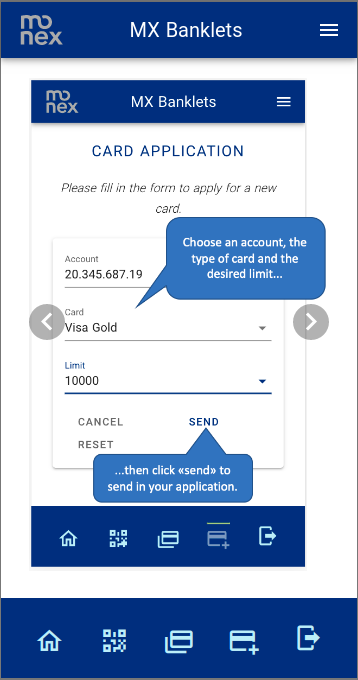 mo
nex
MX Banklets
mo
nex
MX Banklets
CARD APPLICATION
Please fill in the form to apply for a new
card.
Choose an account, the
type of card and the
desired limit...
Account
20.345.687.19
Card
Visa Gold
Limit
10000
CANCEL
SEND
RESET
...then click «send» to
send in your application.